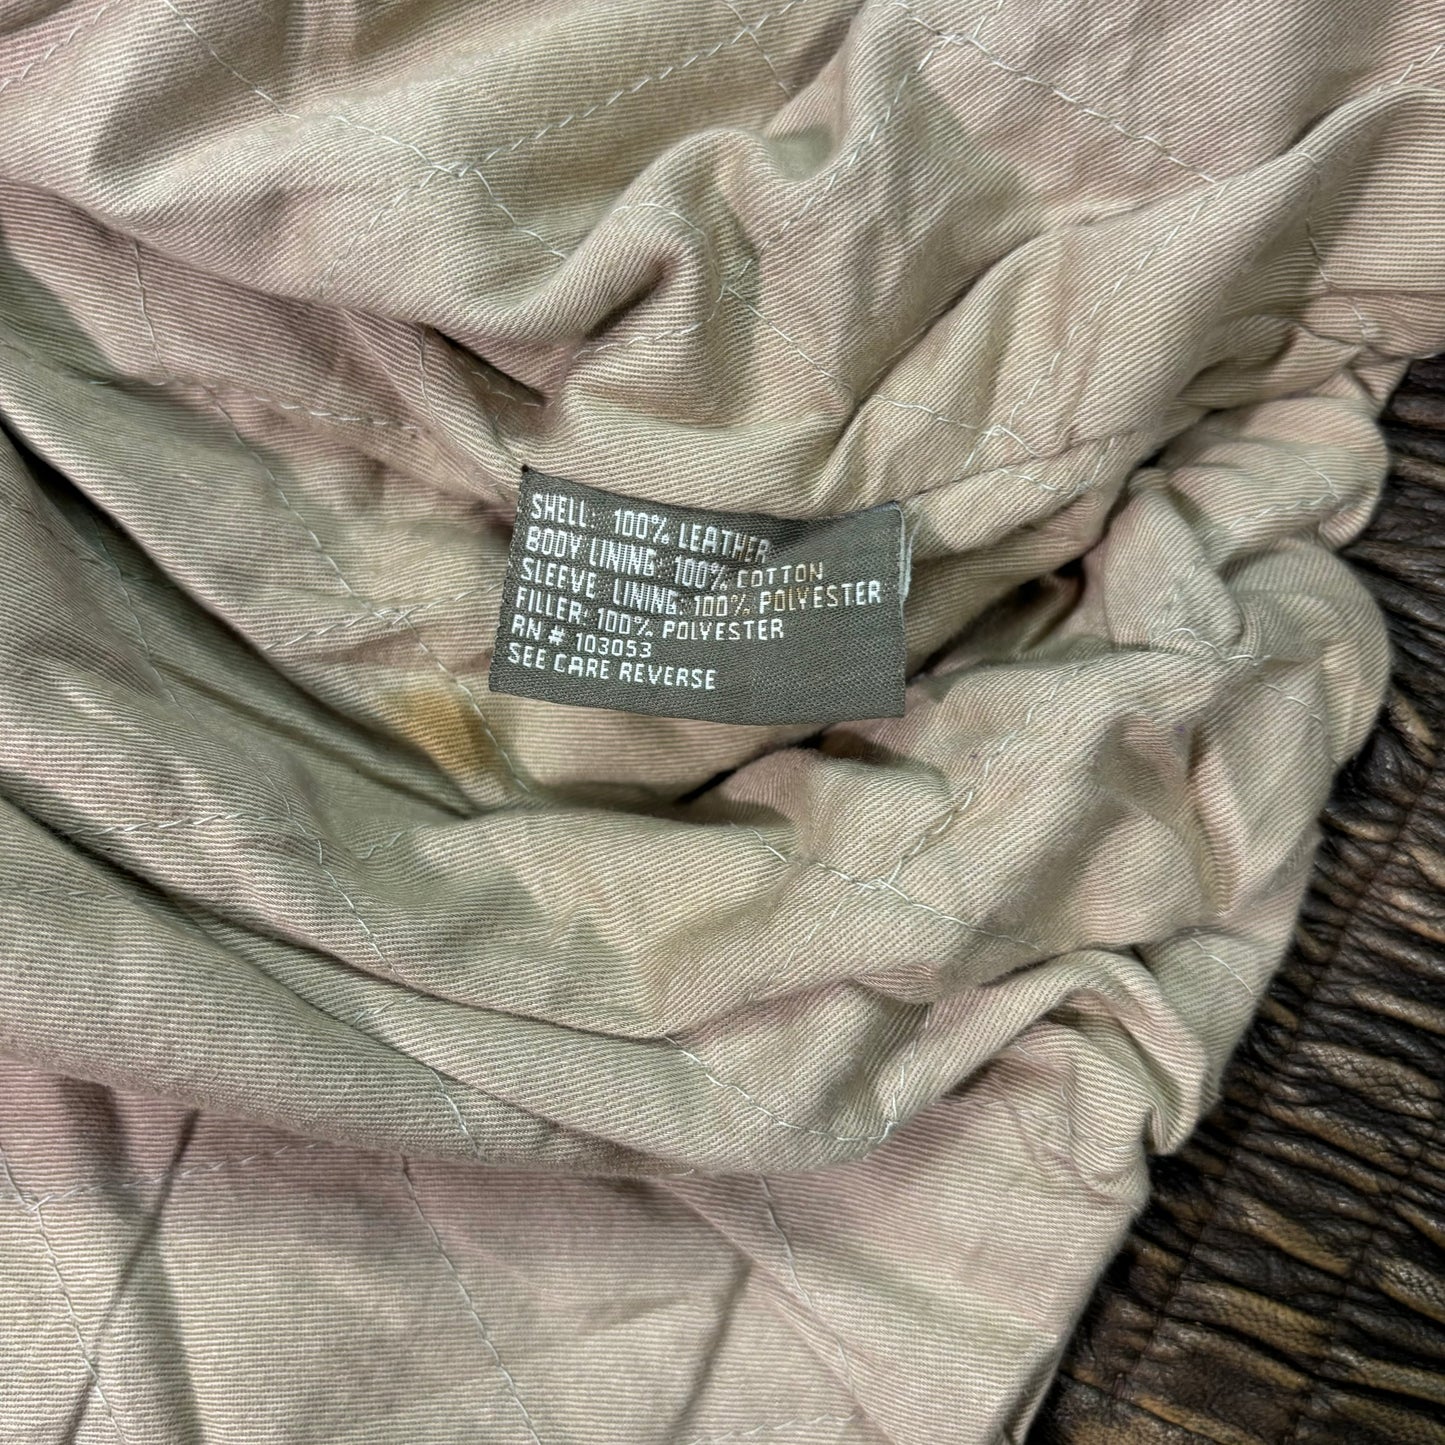 SHELL 100% LEATHER
BODY LINING: 100% COTTON
SLEEVE LINING: 100% POLYESTER
FILLER: 100% POLYESTER
RN # 103053
SEE CARE REVERSE